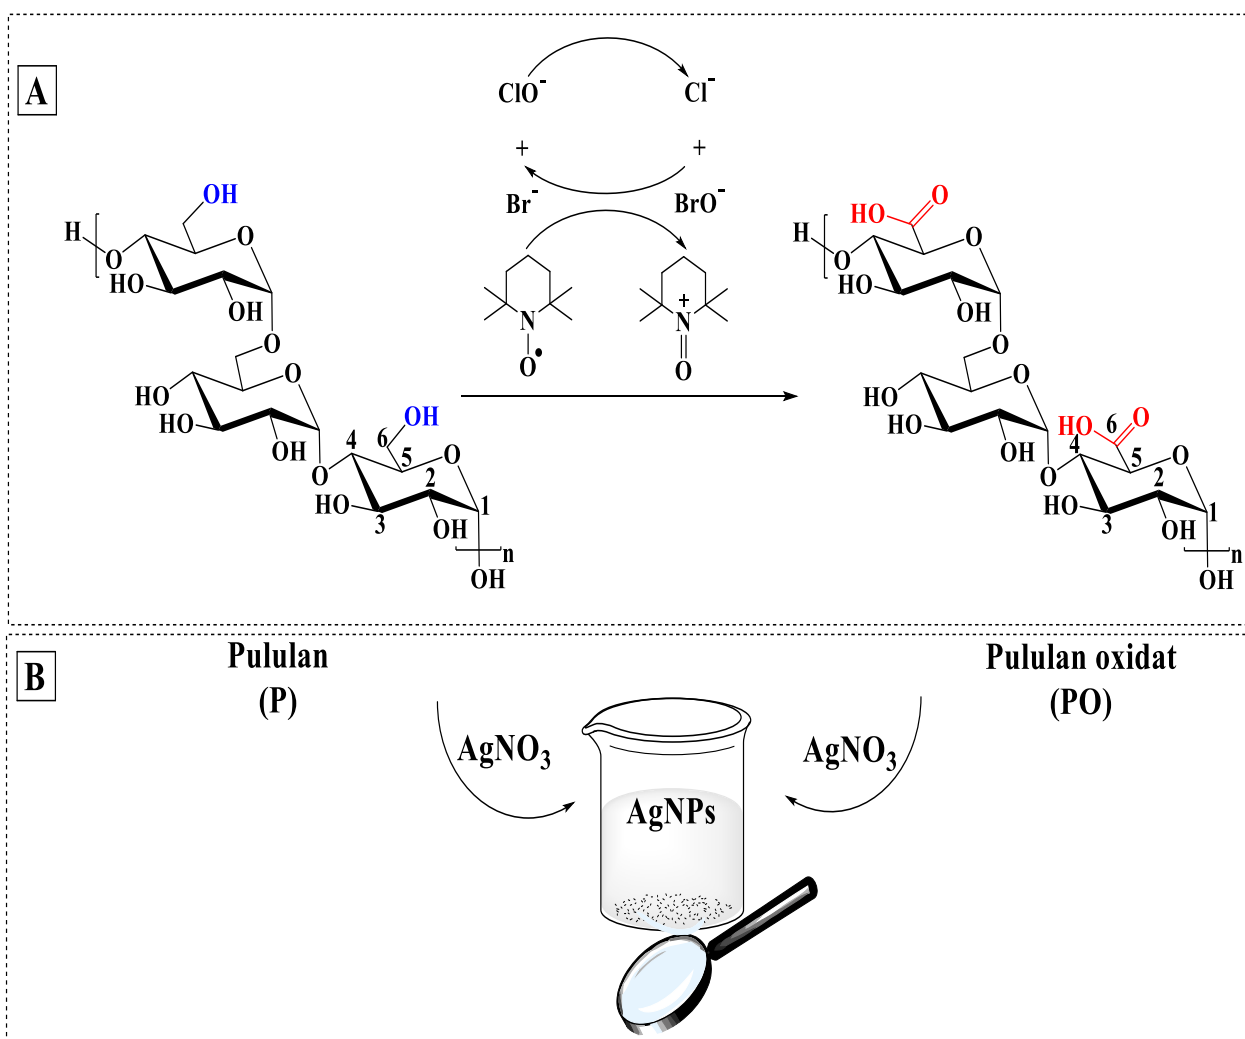 A
ClO⁻ Cl⁻
+ +
Br⁻ BrO⁻
N N
+
O• O
H
O
OH
O
HO
OH
O
O
HO
HO
OH
O
OH
6
4
5
O
2
HO
3
OH
1
n
OH
H
O
HO
O
O
HO
OH
O
O
HO
HO
OH
O
HO
6
O
4
5
O
2
HO
3
OH
1
n
OH
B
Pululan
(P)
Pululan oxidat
(PO)
AgNO₃
AgNO₃
AgNPs